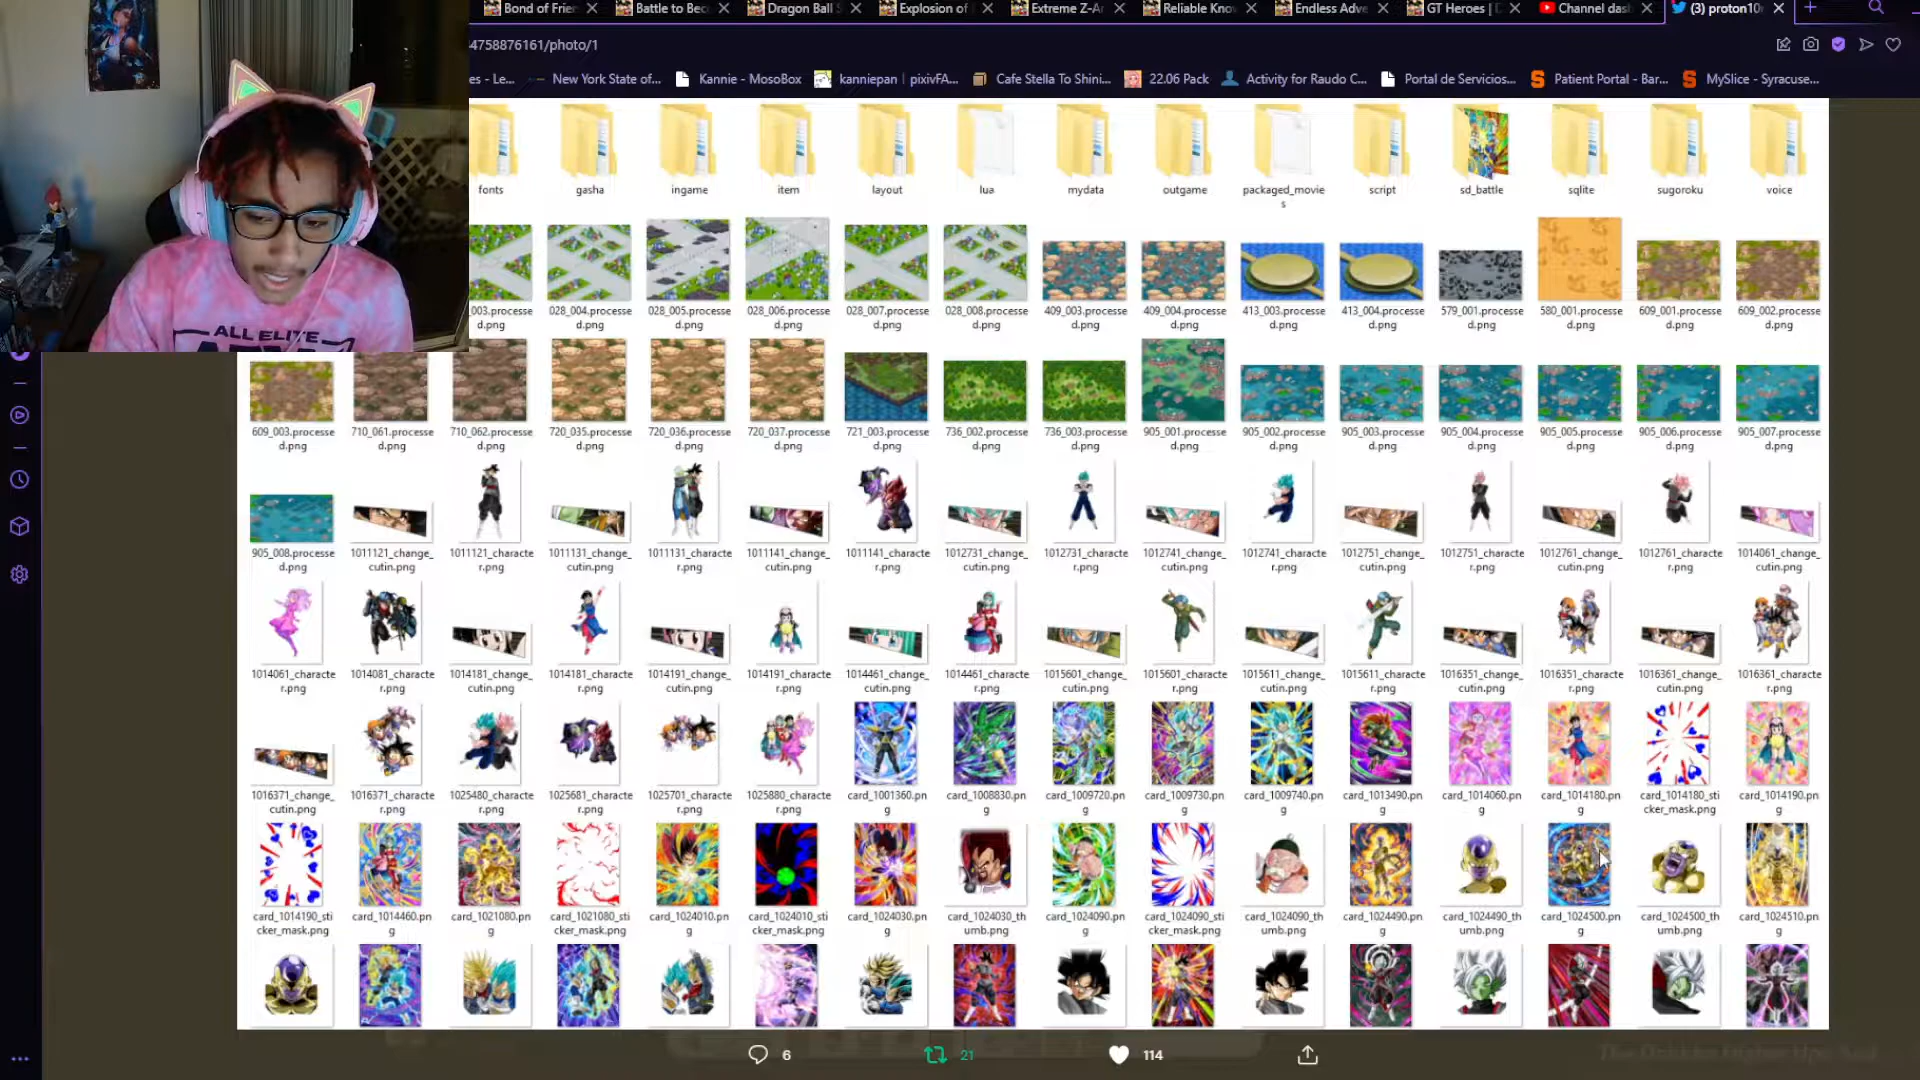 Bond of Frie
Battle to Bec
Dragon Ball S
Explosion of
Extreme Z-A
Reliable Kno
Endless Adve
GT Heroes |
Channel das
(3) proton10
4758876161/photo/1
es - Le...
New York State of...
Kannie - MosoBox
kanniepan | pixivFA...
Cafe Stella To Shini...
22.06 Pack
Activity for Raudo C...
Portal de Servicios...
Patient Portal - Bar...
MySlice - Syracuse...
fonts
gasha
ingame
item
layout
lua
mydata
outgame
packaged_movie
s
script
sd_battle
sqlite
sugoroku
voice
003.processe
d.png
028_004.processe
d.png
028_005.processe
d.png
028_006.processe
d.png
028_007.processe
d.png
028_008.processe
d.png
409_003.processe
d.png
409_004.processe
d.png
413_003.processe
d.png
413_004.processe
d.png
579_001.processe
d.png
580_001.processe
d.png
609_001.processe
d.png
609_002.processe
d.png
ALL ELITE
609_003.processe
d.png
710_061.processe
d.png
710_062.processe
d.png
720_035.processe
d.png
720_036.processe
d.png
720_037.processe
d.png
721_003.processe
d.png
736_002.processe
d.png
736_003.processe
d.png
905_001.processe
d.png
905_002.processe
d.png
905_003.processe
d.png
905_004.processe
d.png
905_005.processe
d.png
905_006.processe
d.png
905_007.processe
d.png
905_008.processe
d.png
1011121_change_
cutin.png
1011121_characte
r.png
1011131_change_
cutin.png
1011131_characte
r.png
1011141_change_
cutin.png
1011141_characte
r.png
1012731_change_
cutin.png
1012731_characte
r.png
1012741_change_
cutin.png
1012741_characte
r.png
1012751_change_
cutin.png
1012751_characte
r.png
1012761_change_
cutin.png
1012761_characte
r.png
1014061_change_
cutin.png
1014061_characte
r.png
1014081_characte
r.png
1014181_change_
cutin.png
1014181_characte
r.png
1014191_change_
cutin.png
1014191_characte
r.png
1014461_change_
cutin.png
1014461_characte
r.png
1015601_change_
cutin.png
1015601_characte
r.png
1015611_change_
cutin.png
1015611_characte
r.png
1016351_change_
cutin.png
1016351_characte
r.png
1016361_change_
cutin.png
1016361_characte
r.png
1016371_change_
cutin.png
1016371_characte
r.png
1025480_characte
r.png
1025681_characte
r.png
1025701_characte
r.png
1025880_characte
r.png
card_1001360.pn
g
card_1008830.pn
g
card_1009720.pn
g
card_1009730.pn
g
card_1009740.pn
g
card_1013490.pn
g
card_1014060.pn
g
card_1014180.pn
g
card_1014180_sti
cker_mask.png
card_1014190.pn
g
card_1014190_sti
cker_mask.png
card_1014460.pn
g
card_1021080.pn
g
card_1021080_sti
cker_mask.png
card_1024010.pn
g
card_1024010_sti
cker_mask.png
card_1024030.pn
g
card_1024030_th
umb.png
card_1024090.pn
g
card_1024090_sti
cker_mask.png
card_1024090_th
umb.png
card_1024490.pn
g
card_1024490_th
umb.png
card_1024500.pn
g
card_1024500_th
umb.png
card_1024510.pn
g
6
21
114